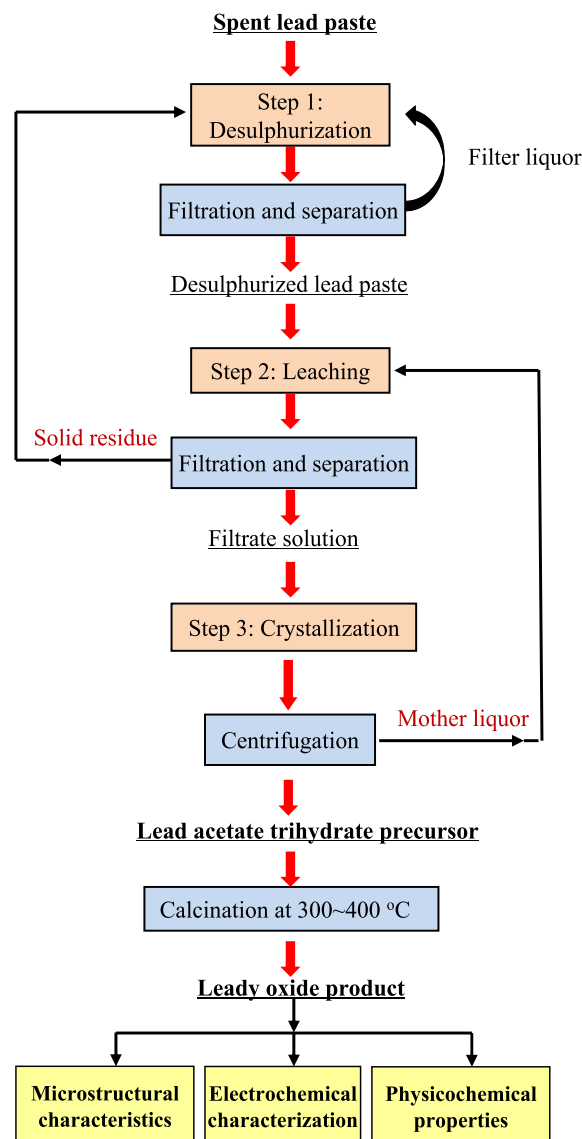 Spent lead paste
Step 1:
Desulphurization
Filter liquor
Filtration and separation
Desulphurized lead paste
Step 2: Leaching
Solid residue
Filtration and separation
Filtrate solution
Step 3: Crystallization
Mother liquor
Centrifugation
Lead acetate trihydrate precursor
Calcination at 300~400 °C
Leady oxide product
Microstructural
characteristics
Electrochemical
characterization
Physicochemical
properties